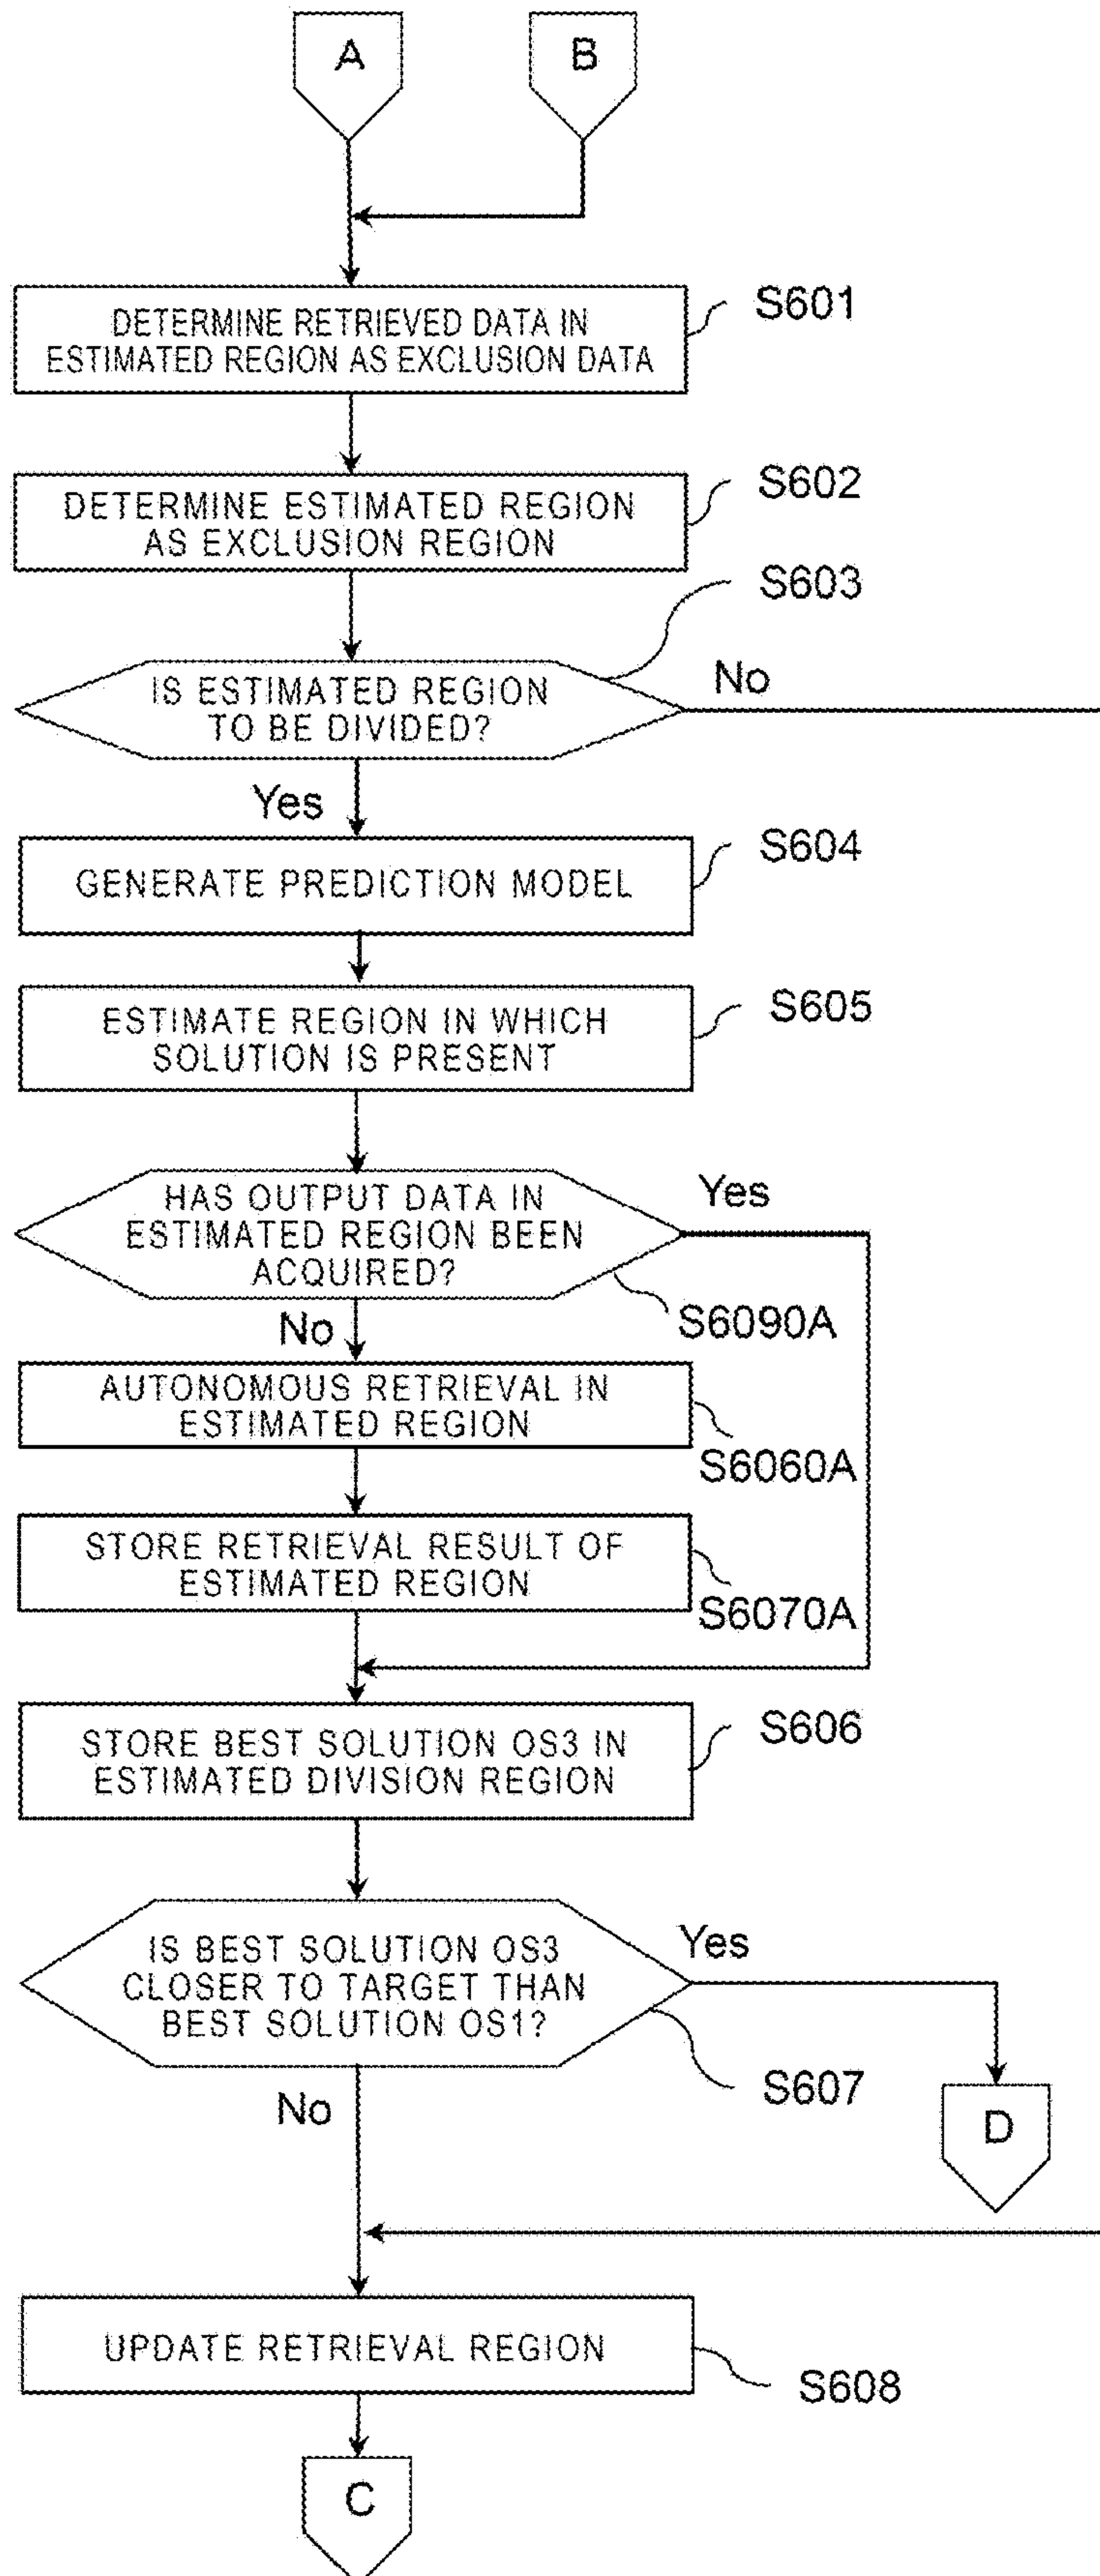 A
B
DETERMINE RETRIEVED DATA IN
ESTIMATED REGION AS EXCLUSION DATA
S601
DETERMINE ESTIMATED REGION
AS EXCLUSION REGION
S602
S603
IS ESTIMATED REGION
TO BE DIVIDED?
No
Yes
GENERATE PREDICTION MODEL
S604
ESTIMATE REGION IN WHICH
SOLUTION IS PRESENT
S605
HAS OUTPUT DATA IN
ESTIMATED REGION BEEN
ACQUIRED?
Yes
S6090A
No
AUTONOMOUS RETRIEVAL IN
ESTIMATED REGION
S6060A
STORE RETRIEVAL RESULT OF
ESTIMATED REGION
S6070A
STORE BEST SOLUTION OS3 IN
ESTIMATED DIVISION REGION
S606
IS BEST SOLUTION OS3
CLOSER TO TARGET THAN
BEST SOLUTION OS1?
Yes
S607
No
D
UPDATE RETRIEVAL REGION
S608
C